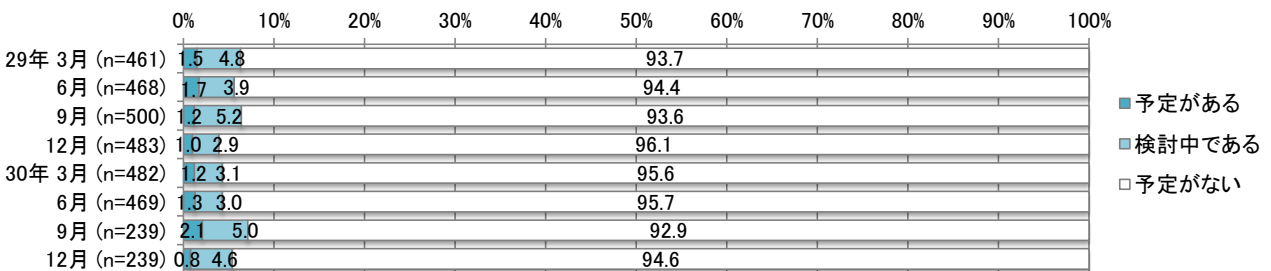 0% 10% 20% 30% 40% 50% 60% 70% 80% 90% 100%
29年 3月 (n=461) 1.5 4.8 93.7
6月 (n=468) 1.7 3.9 94.4
9月 (n=500) 1.2 5.2 93.6
12月 (n=483) 1.0 2.9 96.1
30年 3月 (n=482) 1.2 3.1 95.6
6月 (n=469) 1.3 3.0 95.7
9月 (n=239) 2.1 5.0 92.9
12月 (n=239) 0.8 4.6 94.6
予定がある
検討中である
予定がない